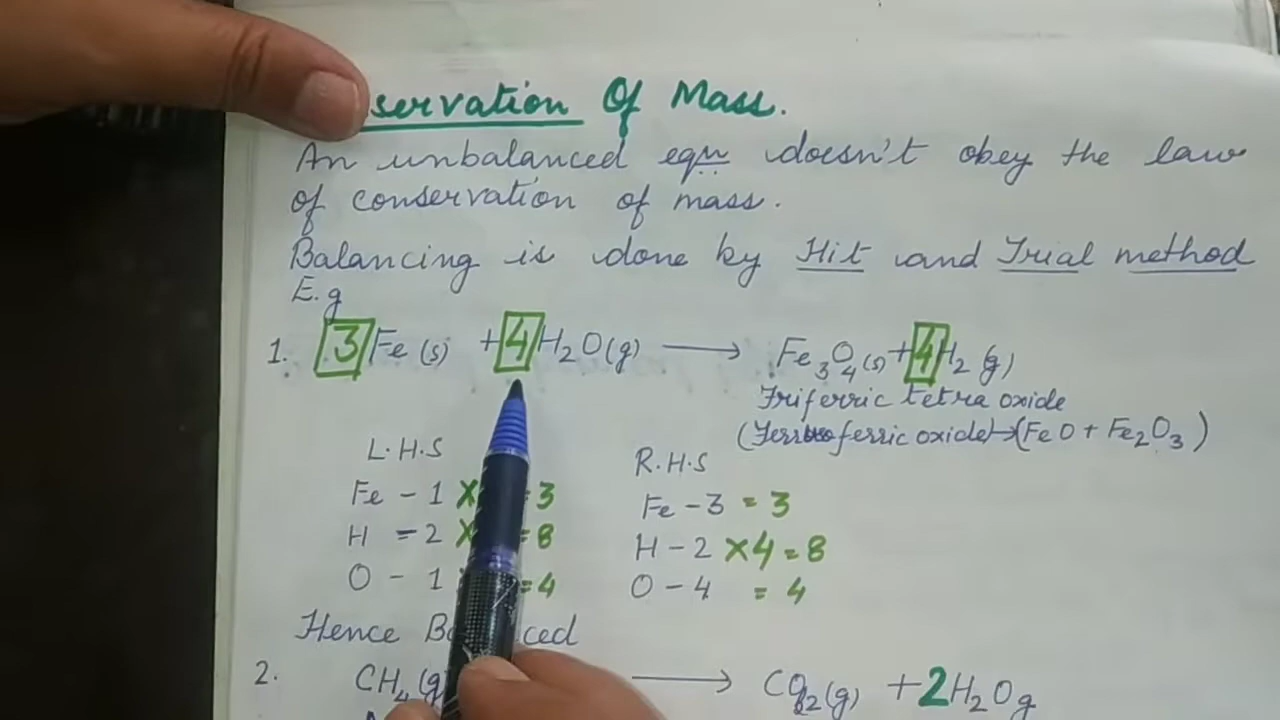 servation Of Mass.
An unbalanced eqn doesn't obey the law
of conservation of mass.
Balancing is done by Hit and Trial method
E.g
1. 3Fe(s) + 4H₂O(g) ⟶ Fe₃O₄(s) + 4H₂(g)
Triferric tetra oxide
ferric oxide)→(FeO + Fe₂O₃)
L.H.S R.H.S
Fe - 1 × = 3 Fe - 3 = 3
H = 2 × = 8 H - 2 × 4 = 8
O - 1 = 4 O - 4 = 4
Hence
2. CH₄(g ⟶ CO₂(g) + 2H₂Og